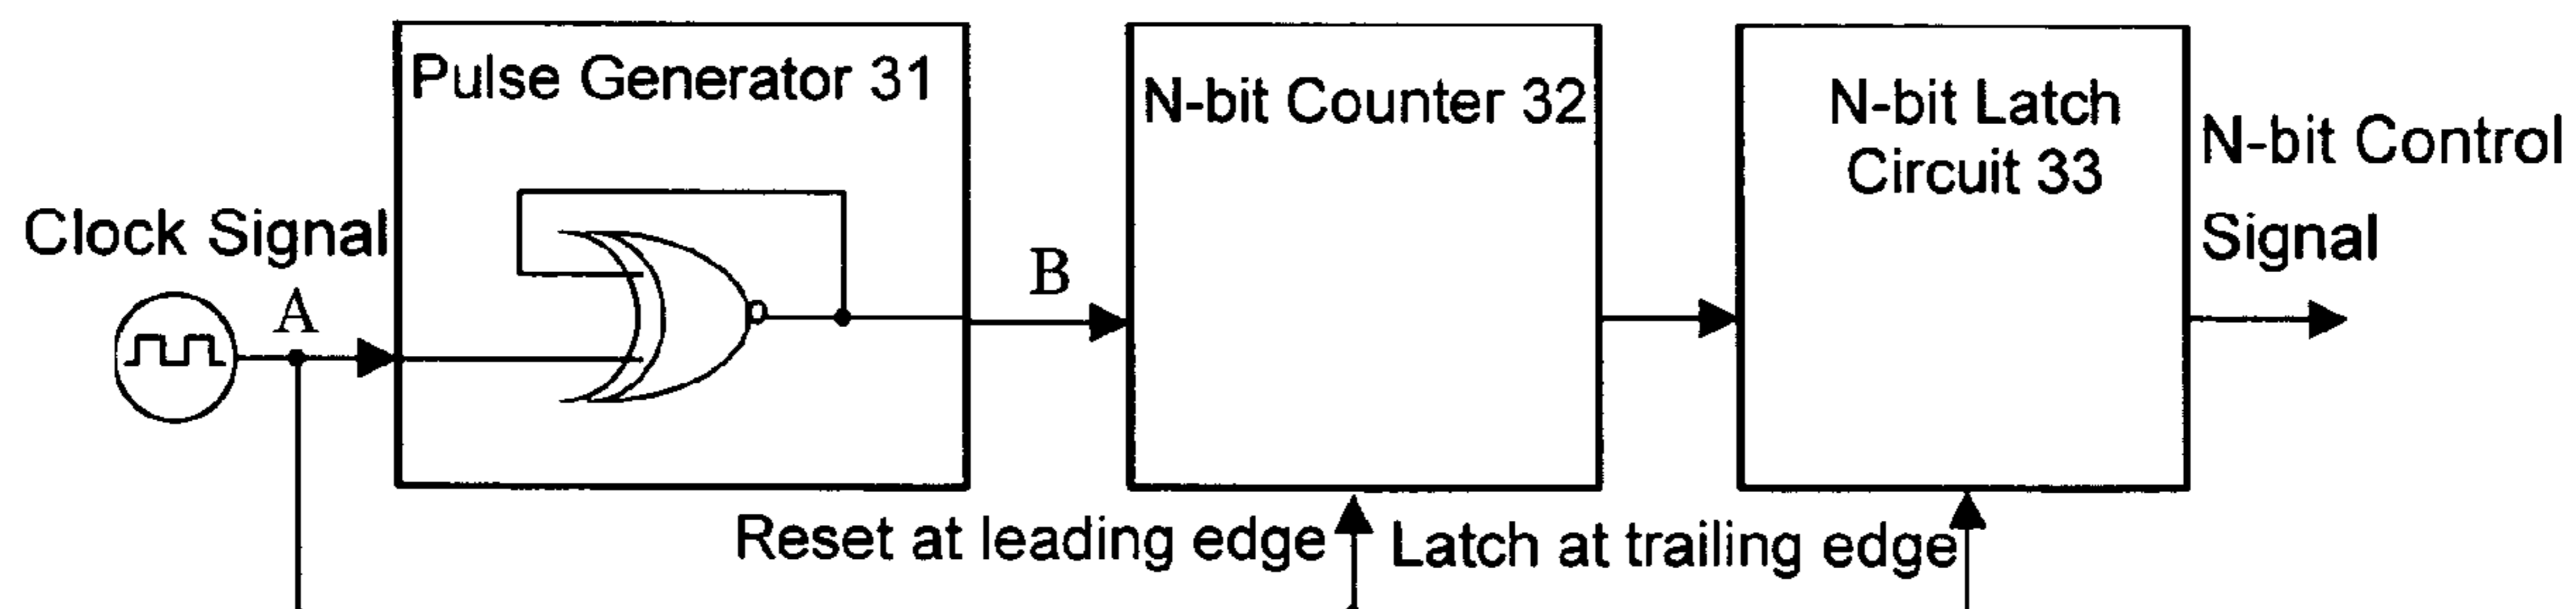 Pulse Generator 31
N-bit Counter 32
N-bit Latch
Circuit 33
N-bit Control
Signal
Clock Signal
A
B
Reset at leading edge
Latch at trailing edge